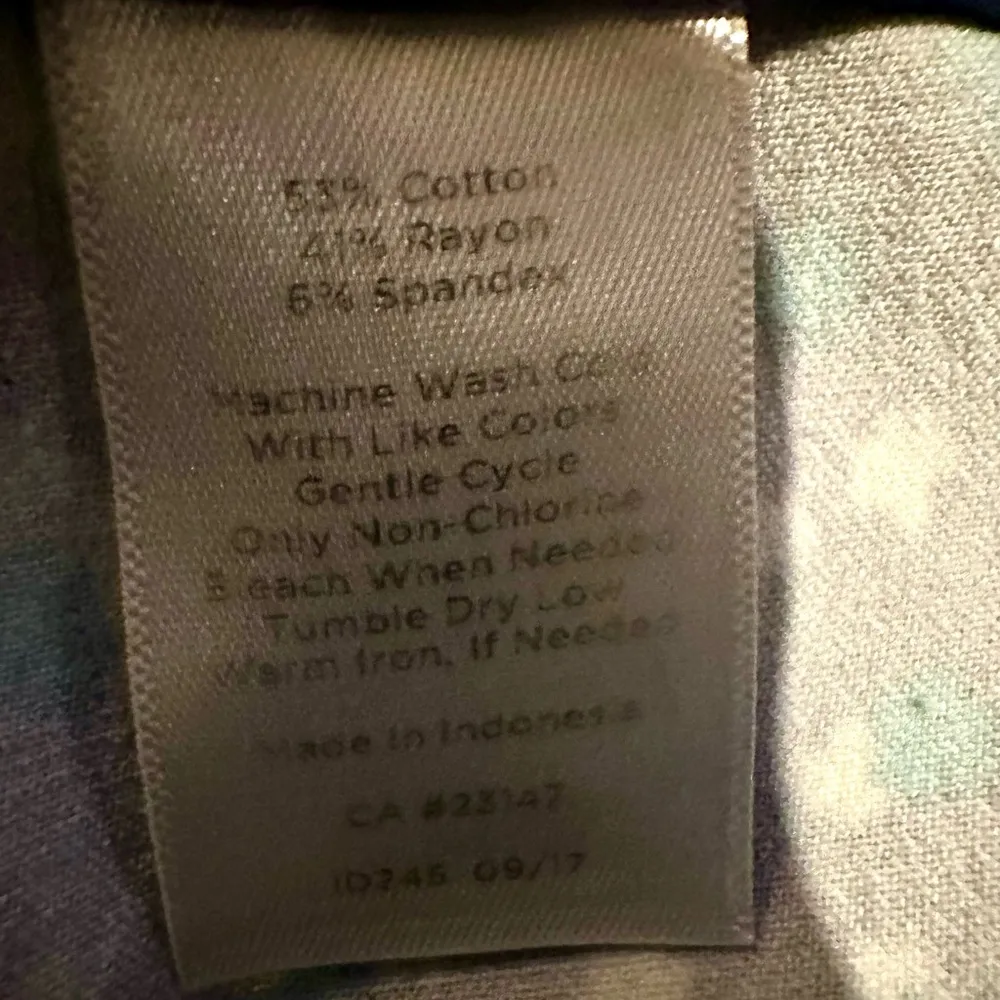 53% Cotton
41% Rayon
6% Spandex
Machine Wash Cold
With Like Colors
Gentle Cycle
Only Non-Chlorine
Bleach When Needed
Tumble Dry Low
Warm Iron, If Needed
Made In Indonesia
CA #23147
09/17